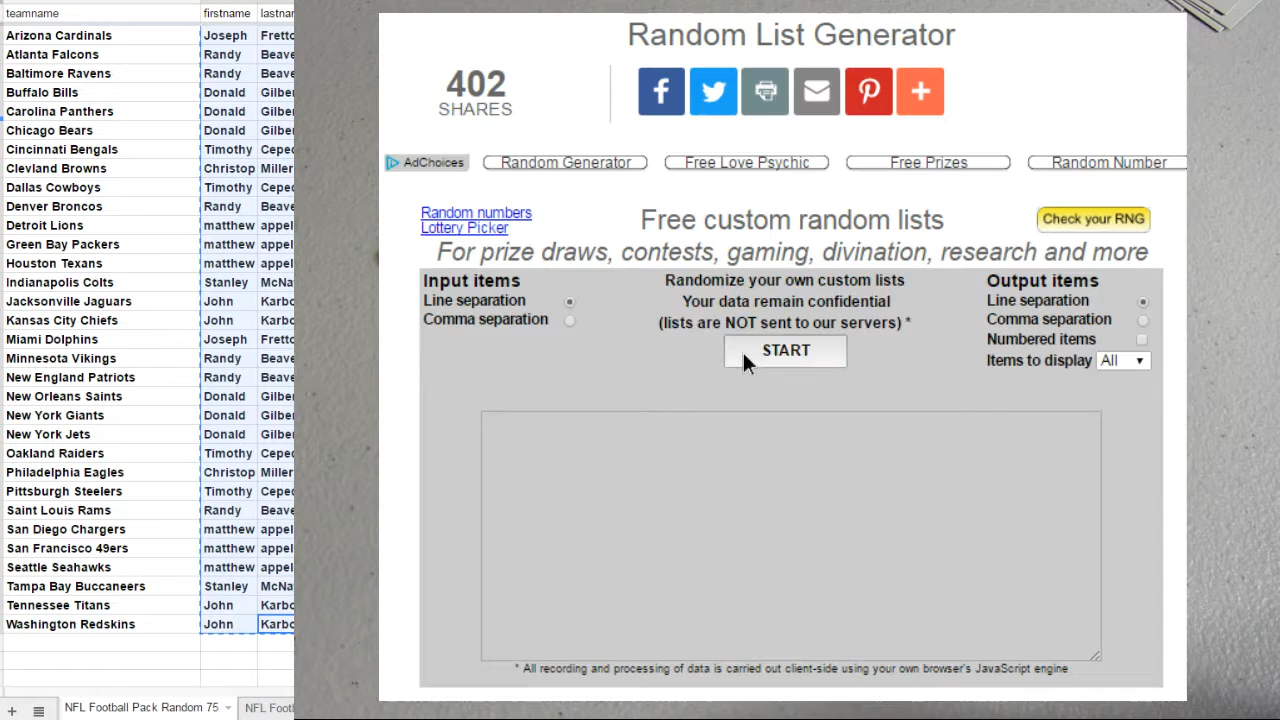 teamname firstname lastnar
Arizona Cardinals Joseph Fretto
Atlanta Falcons Randy Beave
Baltimore Ravens Randy Beave
Buffalo Bills Donald Gilber
Carolina Panthers Donald Gilber
Chicago Bears Donald Gilber
Cincinnati Bengals Timothy Cepec
Clevland Browns Christop Miller
Dallas Cowboys Timothy Cepec
Denver Broncos Randy Beave
Detroit Lions matthew appel
Green Bay Packers matthew appel
Houston Texans matthew appel
Indianapolis Colts Stanley McNa
Jacksonville Jaguars John Karbo
Kansas City Chiefs John Karbo
Miami Dolphins Joseph Fretto
Minnesota Vikings Randy Beave
New England Patriots Randy Beave
New Orleans Saints Donald Gilber
New York Giants Donald Gilber
New York Jets Donald Gilber
Oakland Raiders Timothy Cepec
Philadelphia Eagles Christop Miller
Pittsburgh Steelers Timothy Cepec
Saint Louis Rams Randy Beave
San Diego Chargers matthew appel
San Francisco 49ers matthew appel
Seattle Seahawks matthew appel
Tampa Bay Buccaneers Stanley McNa
Tennessee Titans John Karbo
Washington Redskins John Karbo
NFL Football Pack Random 75 NFL Footl
Random List Generator
402
SHARES
AdChoices Random Generator Free Love Psychic Free Prizes Random Number
Random numbers
Lottery Picker
Free custom random lists
Check your RNG
For prize draws, contests, gaming, divination, research and more
Input items
Line separation
Comma separation
Randomize your own custom lists
Your data remain confidential
(lists are NOT sent to our servers) *
START
Output items
Line separation
Comma separation
Numbered items
Items to display All
* All recording and processing of data is carried out client-side using your own browser's JavaScript engine